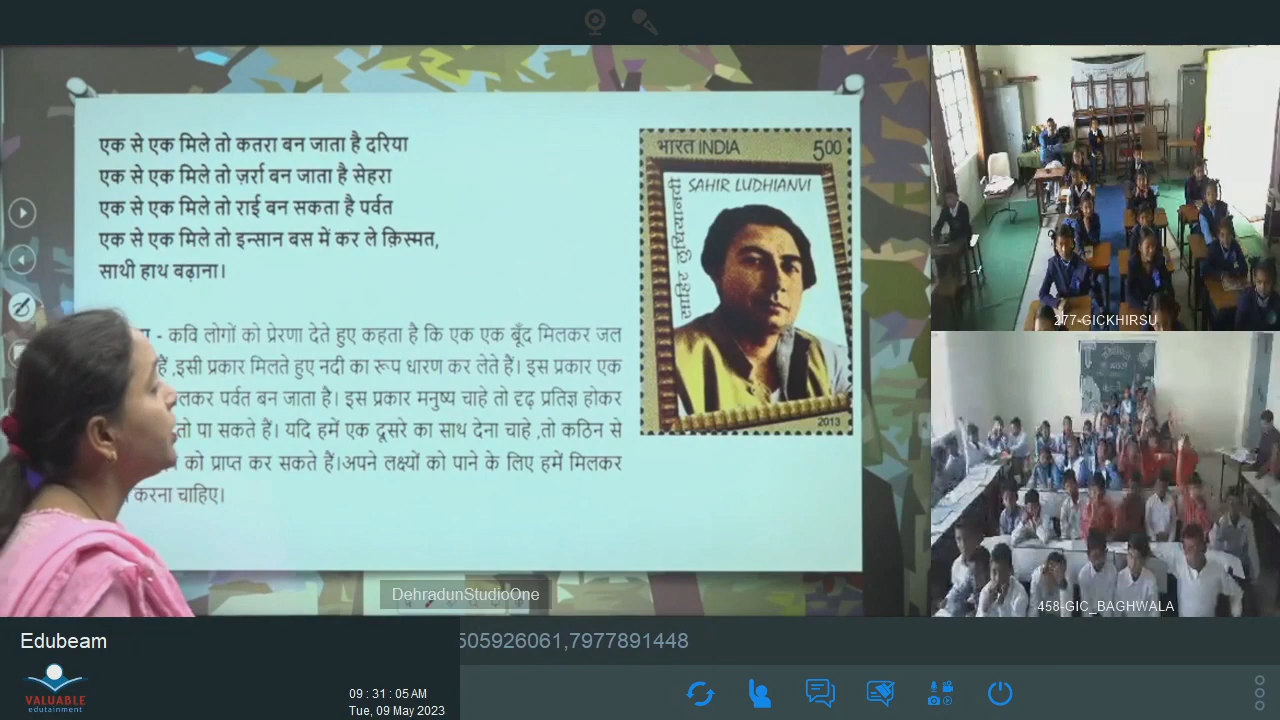 एक से एक मिले तो कतरा बन जाता है दरिया
एक से एक मिले तो ज़र्रा बन जाता है सेहरा
एक से एक मिले तो राई बन सकता है पर्वत
एक से एक मिले तो इन्सान बस में कर ले क़िस्मत,
साथी हाथ बढ़ाना।
- कवि लोगों को प्रेरणा देते हुए कहता है कि एक एक बूँद मिलकर जल
हैं ,इसी प्रकार मिलते हुए नदी का रूप धारण कर लेते हैं। इस प्रकार एक
लकर पर्वत बन जाता है। इस प्रकार मनुष्य चाहे तो दृढ़ प्रतिज्ञ होकर
तो पा सकते हैं। यदि हमें एक दूसरे का साथ देना चाहे ,तो कठिन से
को प्राप्त कर सकते हैं।अपने लक्ष्यों को पाने के लिए हमें मिलकर
करना चाहिए।
भारत INDIA 5.00
SAHIR LUDHIANVI
साहिर लुधियानवी
2013
277-GICKHIRSU
458-GIC_BAGHWALA
DehradunStudioOne
Edubeam
505926061,7977891448
VALUABLE
edutainment
09 : 31 : 05 AM
Tue, 09 May 2023